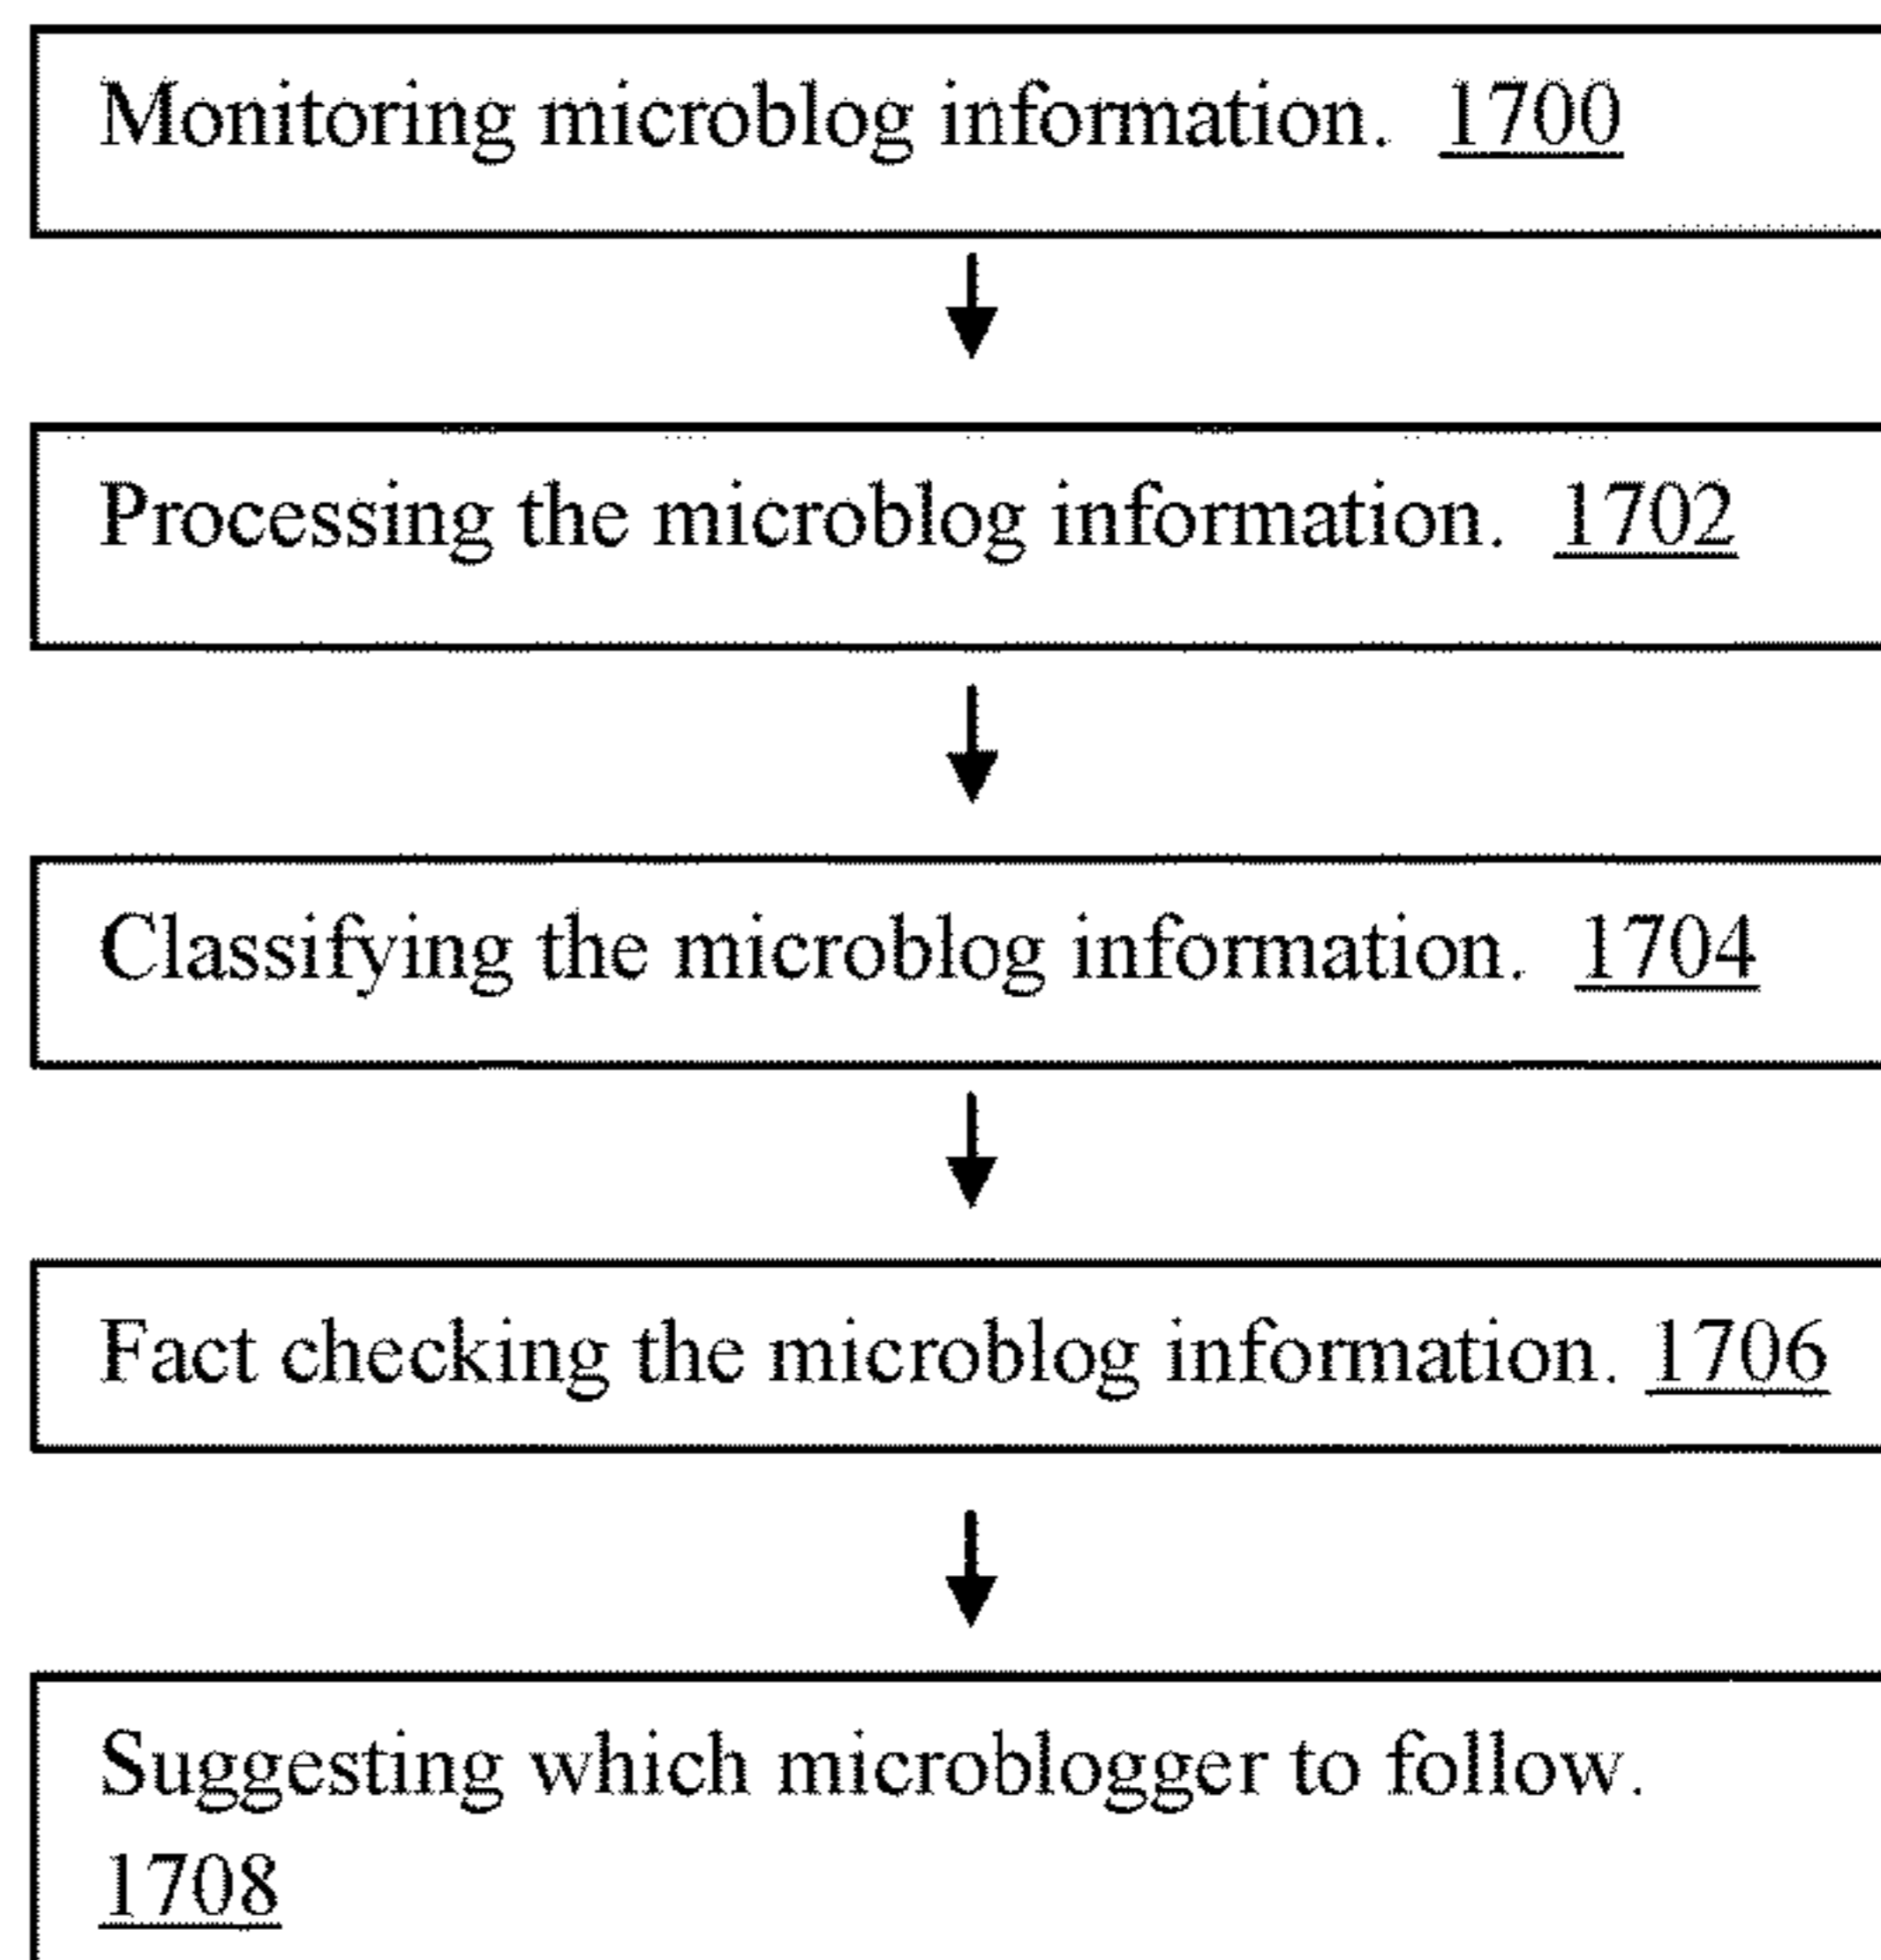 Monitoring microblog information. 1700
Processing the microblog information. 1702
Classifying the microblog information. 1704
Fact checking the microblog information. 1706
Suggesting which microblogger to follow.
1708